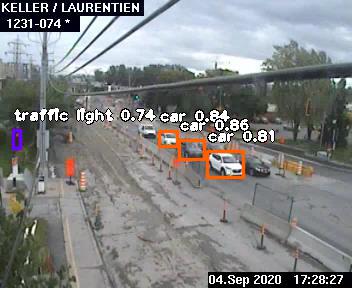 KELLER / LAURENTIEN
1231-074 *
traffic light 0.74
car 0.84
car 0.86
car 0.81
04.Sep 2020 17:28:27